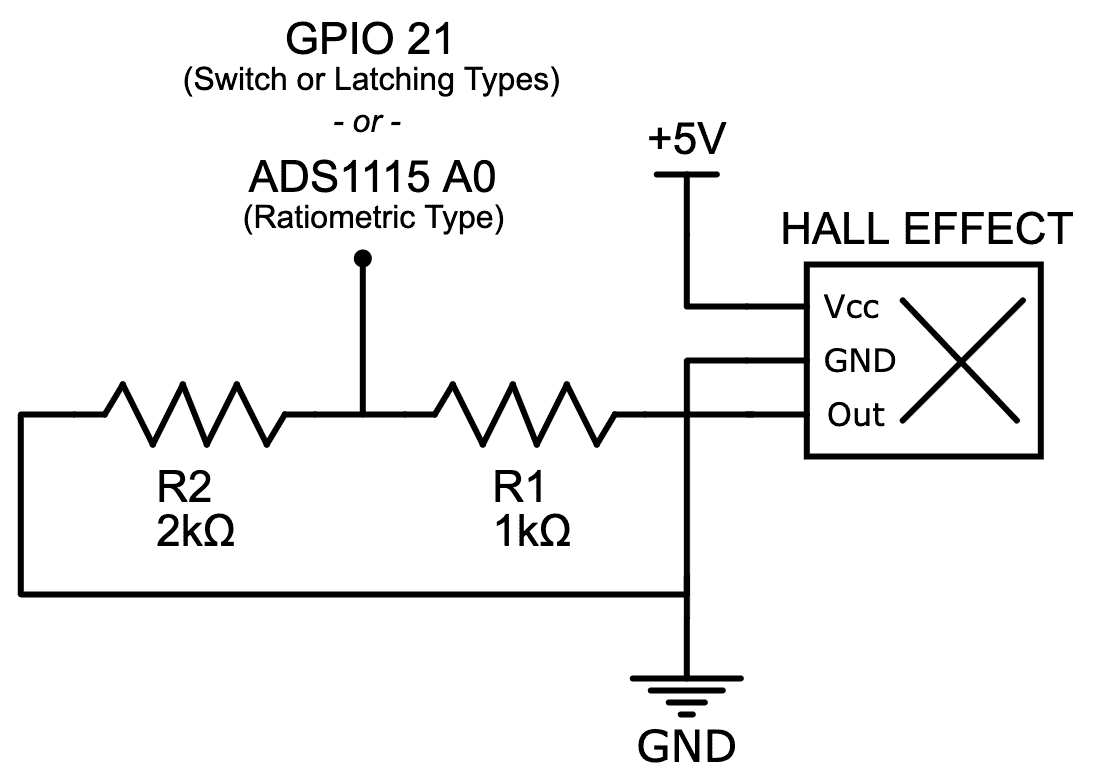 GPIO 21
(Switch or Latching Types)
- or -
ADS1115 A0
(Ratiometric Type)
+5V
HALL EFFECT
Vcc
GND
Out
R2
2kΩ
R1
1kΩ
GND